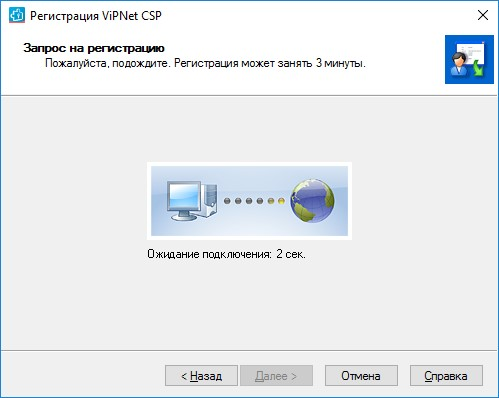 Регистрация ViPNet CSP
Запрос на регистрацию
Пожалуйста, подождите. Регистрация может занять 3 минуты.
Ожидание подключения: 2 сек.
< Назад
Далее >
Отмена
Справка